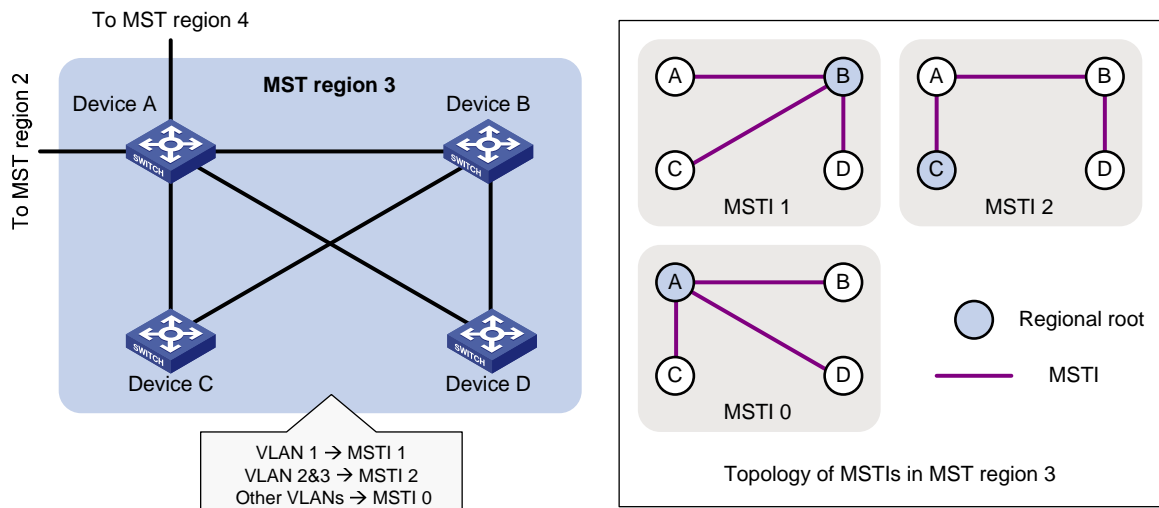 To MST region 4
To MST region 2
MST region 3
Device A
Device B
SWITCH
SWITCH
SWITCH
SWITCH
Device C
Device D
VLAN 1 → MSTI 1
VLAN 2&3 → MSTI 2
Other VLANs → MSTI 0
A
B
C
D
MSTI 1
A
B
C
D
MSTI 2
A
B
C
D
MSTI 0
Regional root
MSTI
Topology of MSTIs in MST region 3